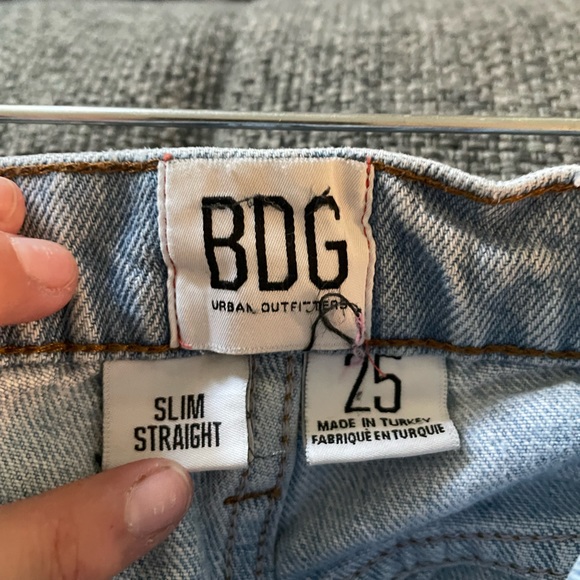 BDG
URBAN OUTFITTERS
SLIM
STRAIGHT
25
MADE IN TURKEY
FABRIQUÉ EN TURQUIE